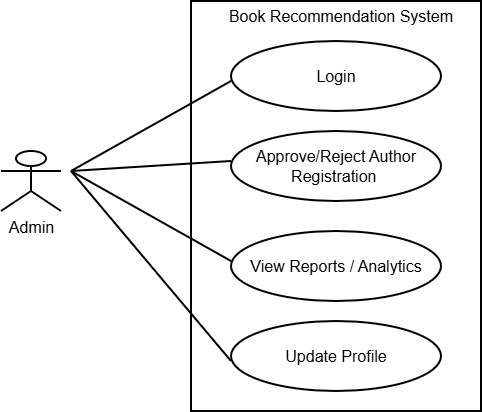 Book Recommendation System
Login
Approve/Reject Author
Registration
Admin
View Reports / Analytics
Update Profile